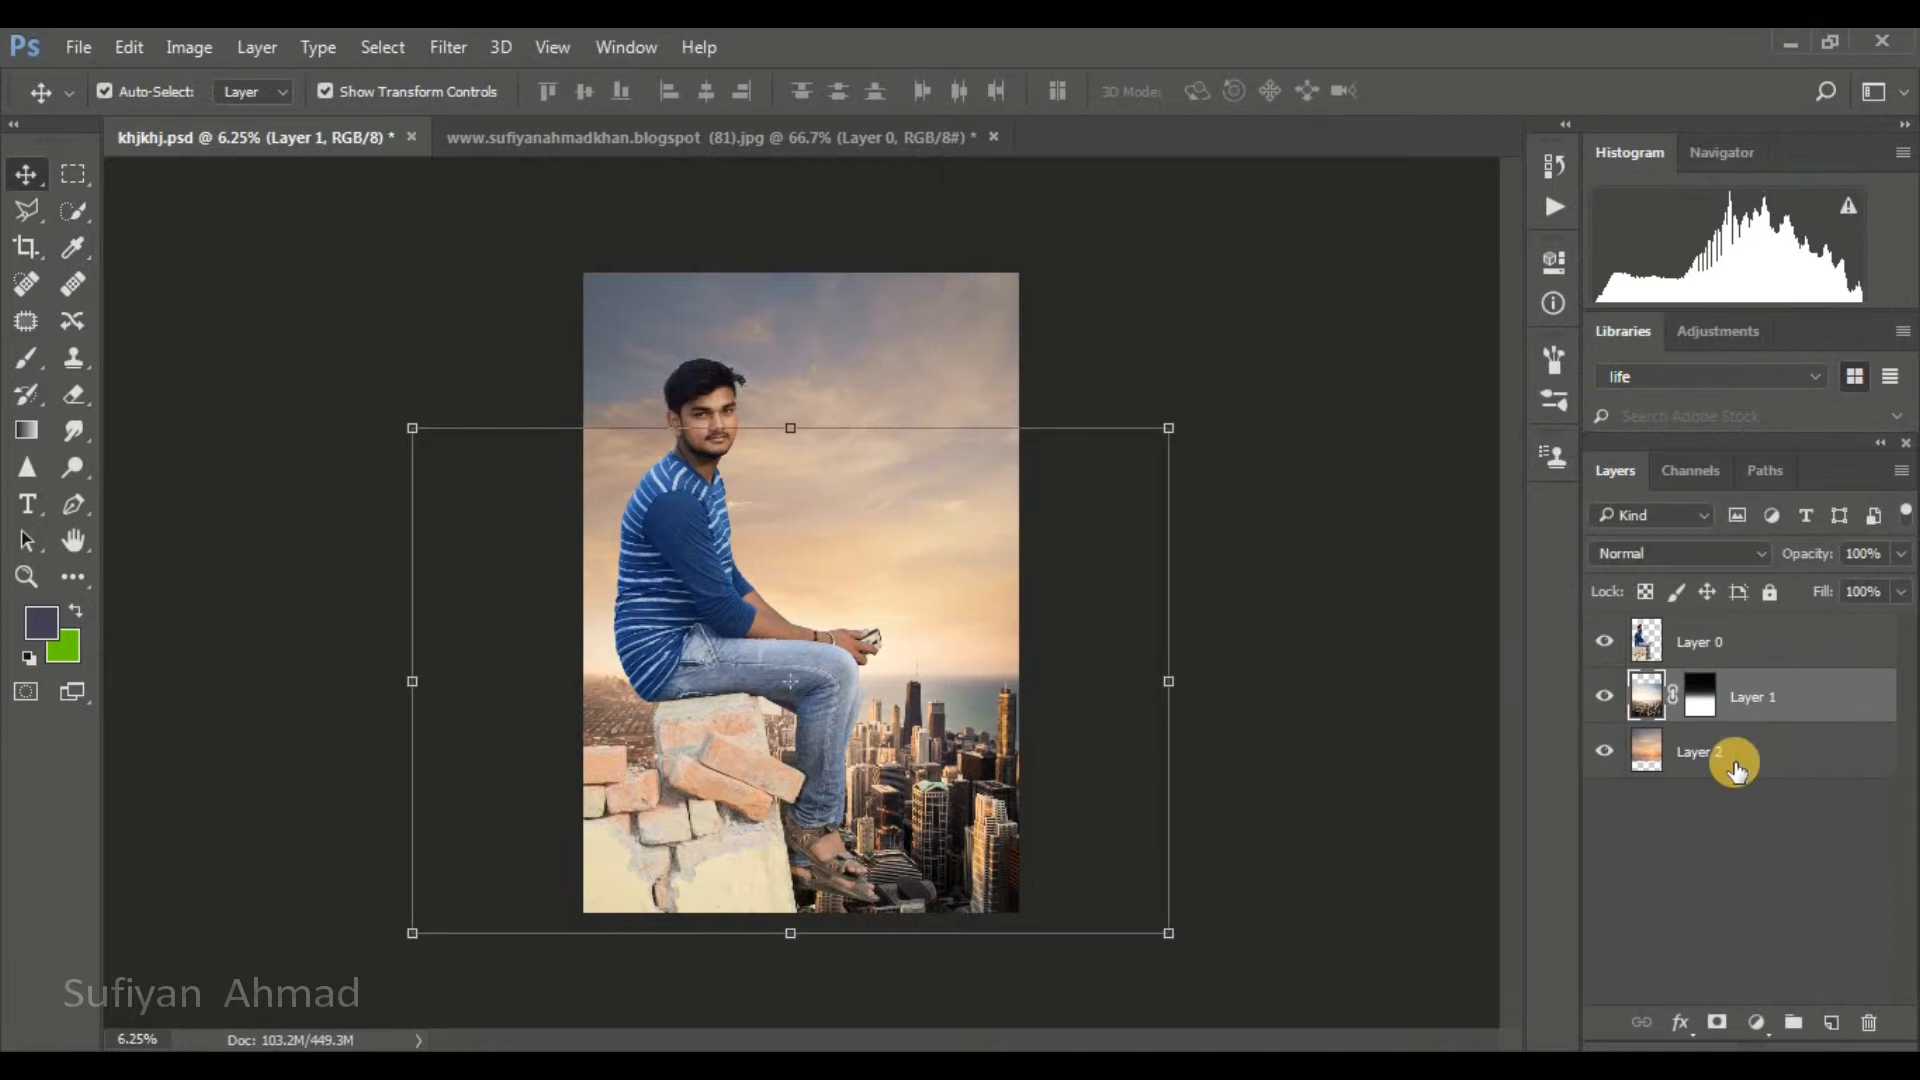 Ps File Edit Image Layer Type Select Filter 3D View Window Help
Auto-Select: Layer Show Transform Controls 3D Mode:
khjkhj.psd @ 6.25% (Layer 1, RGB/8) * × www.sufiyanahmadkhan.blogspot (81).jpg @ 66.7% (Layer 0, RGB/8#) * ×
Histogram Navigator
Libraries Adjustments
life
Search Adobe Stock
Layers Channels Paths
Kind
Normal Opacity: 100%
Lock: Fill: 100%
Layer 0
Layer 1
Layer 2
fx
Sufiyan Ahmad
6.25% Doc: 103.2M/449.3M